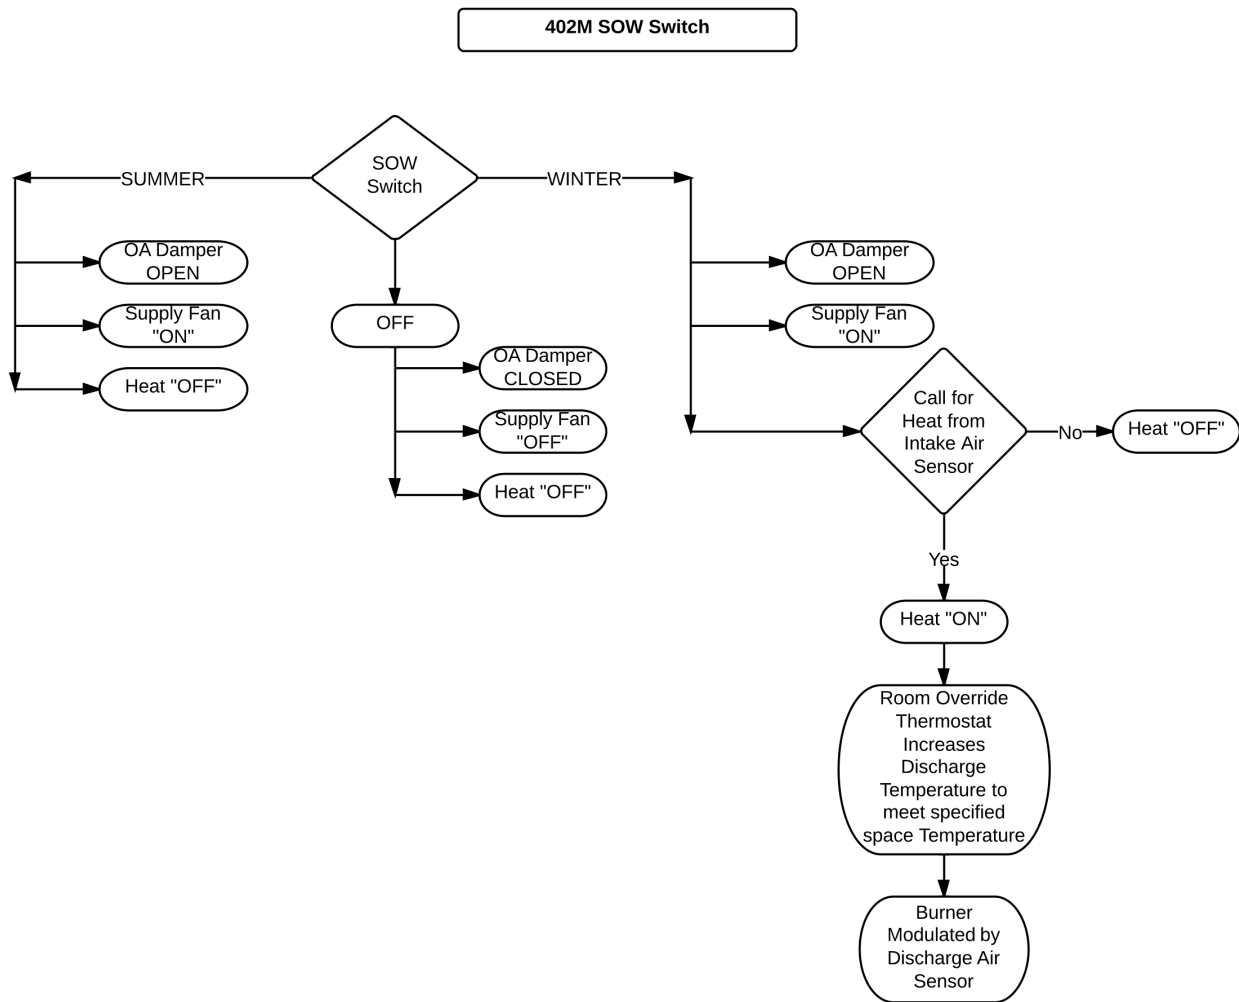 402M SOW Switch
SOW
Switch
SUMMER
WINTER
OA Damper
OPEN
Supply Fan
"ON"
Heat "OFF"
OFF
OA Damper
CLOSED
Supply Fan
"OFF"
Heat "OFF"
OA Damper
OPEN
Supply Fan
"ON"
Call for
Heat from
Intake Air
Sensor
No
Heat "OFF"
Yes
Heat "ON"
Room Override
Thermostat
Increases
Discharge
Temperature to
meet specified
space Temperature
Burner
Modulated by
Discharge Air
Sensor